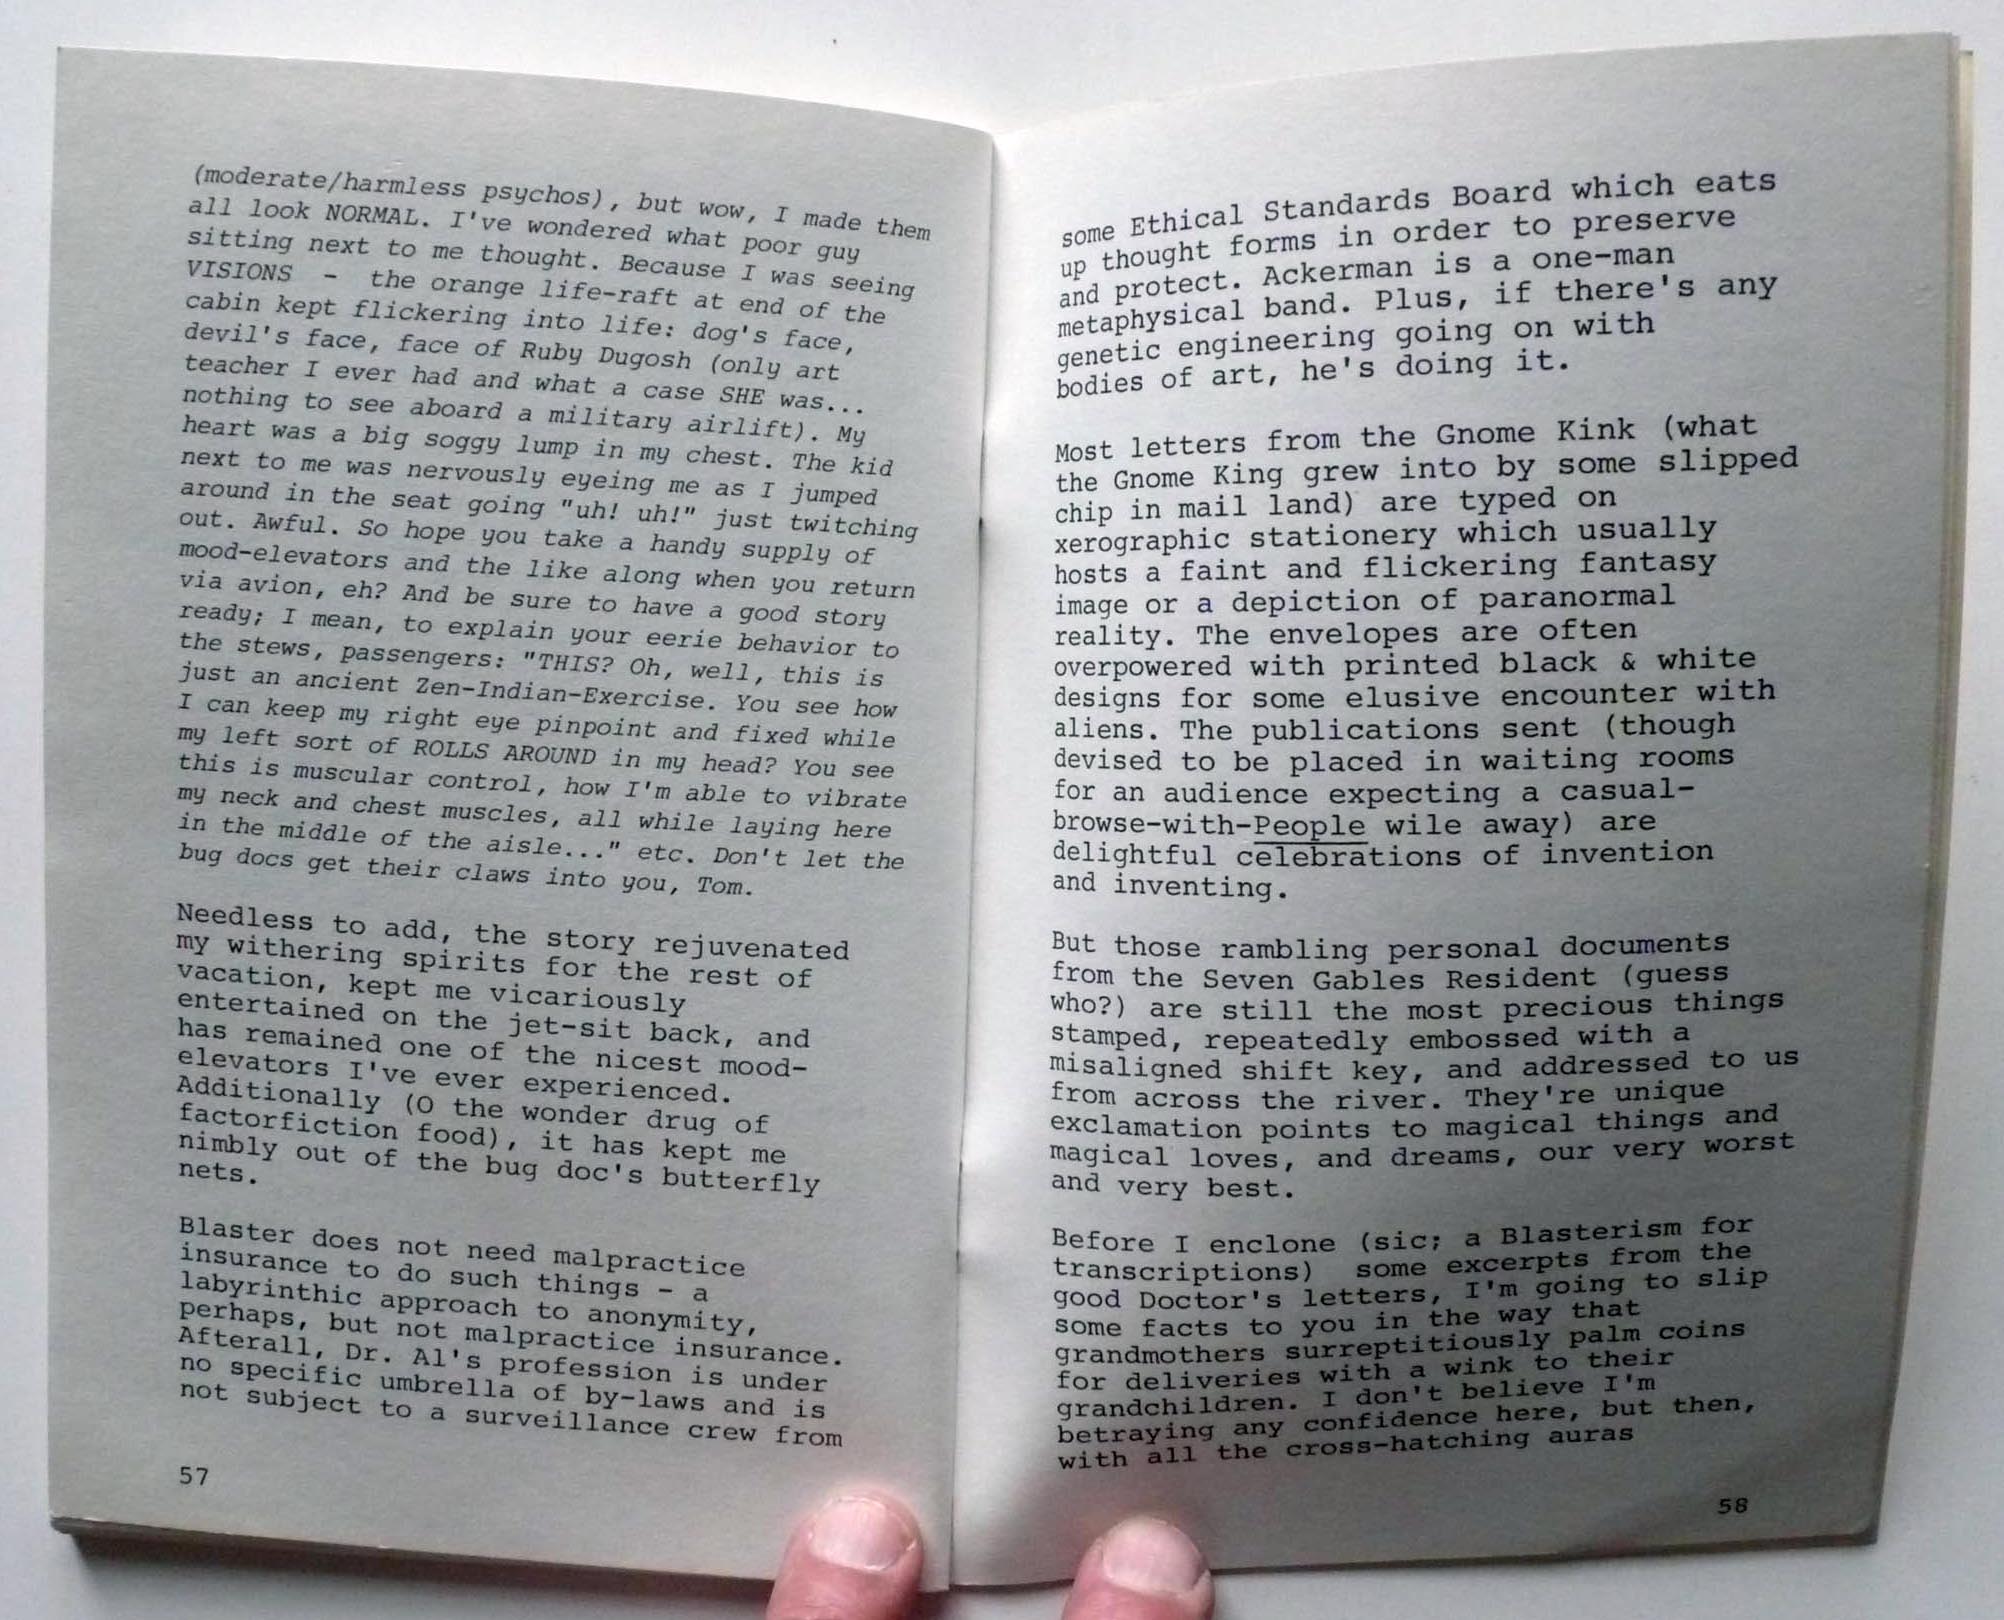 (moderate/harmless psychos), but wow, I made them
all look NORMAL. I've wondered what poor guy
sitting next to me thought. Because I was seeing
VISIONS - the orange life-raft at end of the
cabin kept flickering into life: dog's face,
devil's face, face of Ruby Dugosh (only art
teacher I ever had and what a case SHE was...
nothing to see aboard a military airlift). My
heart was a big soggy lump in my chest. The kid
next to me was nervously eyeing me as I jumped
around in the seat going "uh! uh!" just twitching
out. Awful. So hope you take a handy supply of
mood-elevators and the like along when you return
via avion, eh? And be sure to have a good story
ready; I mean, to explain your eerie behavior to
the stews, passengers: "THIS? Oh, well, this is
just an ancient Zen-Indian-Exercise. You see how
I can keep my right eye pinpoint and fixed while
my left sort of ROLLS AROUND in my head? You see
this is muscular control, how I'm able to vibrate
my neck and chest muscles, all while laying here
in the middle of the aisle..." etc. Don't let the
bug docs get their claws into you, Tom.
Needless to add, the story rejuvenated
my withering spirits for the rest of
vacation, kept me vicariously
entertained on the jet-sit back, and
has remained one of the nicest mood-
elevators I've ever experienced.
Additionally (O the wonder drug of
factorfiction food), it has kept me
nimbly out of the bug doc's butterfly
nets.
Blaster does not need malpractice
insurance to do such things - a
labyrinthic approach to anonymity,
perhaps, but not malpractice insurance.
Afterall, Dr. Al's profession is under
no specific umbrella of by-laws and is
not subject to a surveillance crew from
57
some Ethical Standards Board which eats
up thought forms in order to preserve
and protect. Ackerman is a one-man
metaphysical band. Plus, if there's any
genetic engineering going on with
bodies of art, he's doing it.
Most letters from the Gnome Kink (what
the Gnome King grew into by some slipped
chip in mail land) are typed on
xerographic stationery which usually
hosts a faint and flickering fantasy
image or a depiction of paranormal
reality. The envelopes are often
overpowered with printed black & white
designs for some elusive encounter with
aliens. The publications sent (though
devised to be placed in waiting rooms
for an audience expecting a casual-
browse-with-People wile away) are
delightful celebrations of invention
and inventing.
But those rambling personal documents
from the Seven Gables Resident (guess
who?) are still the most precious things
stamped, repeatedly embossed with a
misaligned shift key, and addressed to us
from across the river. They're unique
exclamation points to magical things and
magical loves, and dreams, our very worst
and very best.
Before I enclone (sic; a Blasterism for
transcriptions) some excerpts from the
good Doctor's letters, I'm going to slip
some facts to you in the way that
grandmothers surreptitiously palm coins
for deliveries with a wink to their
grandchildren. I don't believe I'm
betraying any confidence here, but then,
with all the cross-hatching auras
58